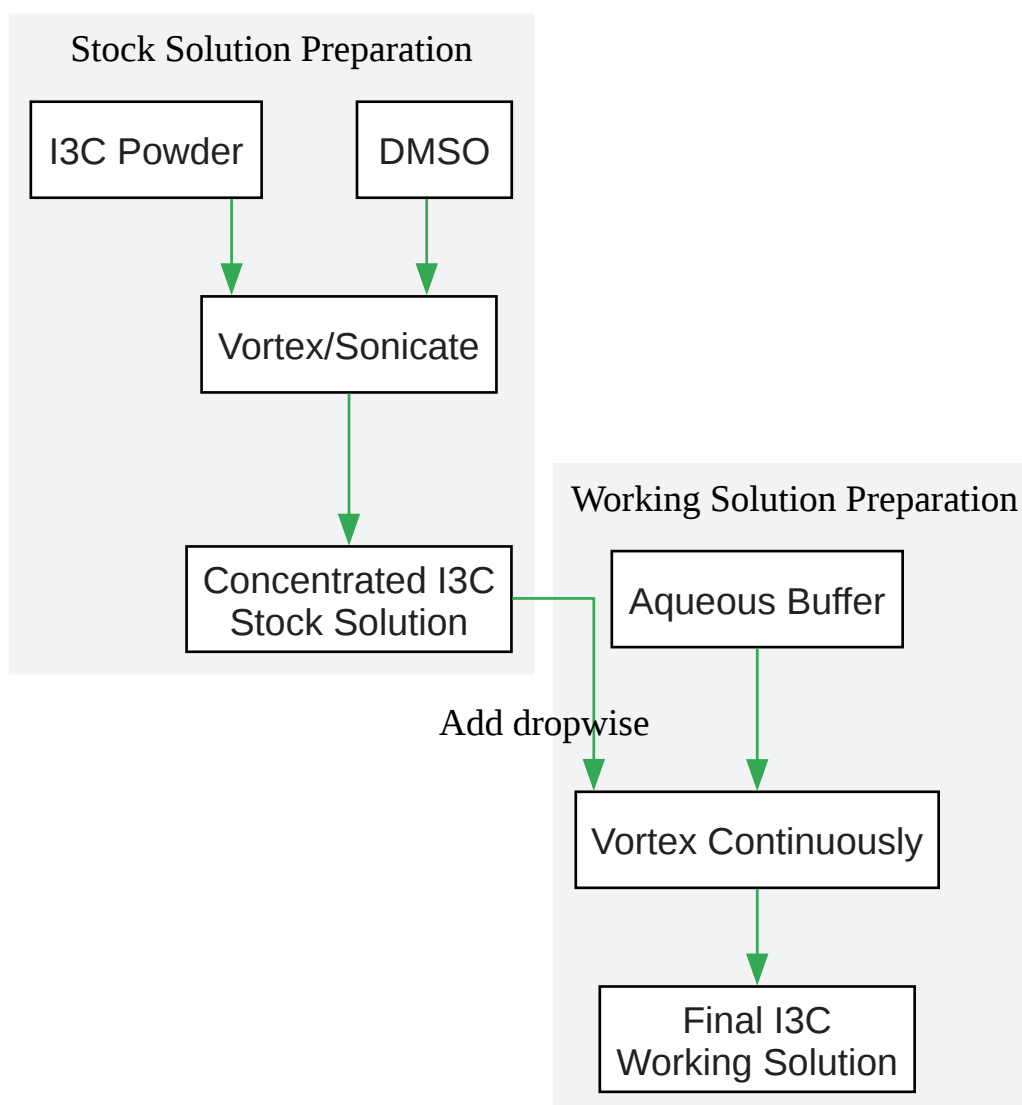 Stock Solution Preparation
I3C Powder
DMSO
Vortex/Sonicate
Concentrated I3C
Stock Solution
Working Solution Preparation
Aqueous Buffer
Add dropwise
Vortex Continuously
Final I3C
Working Solution